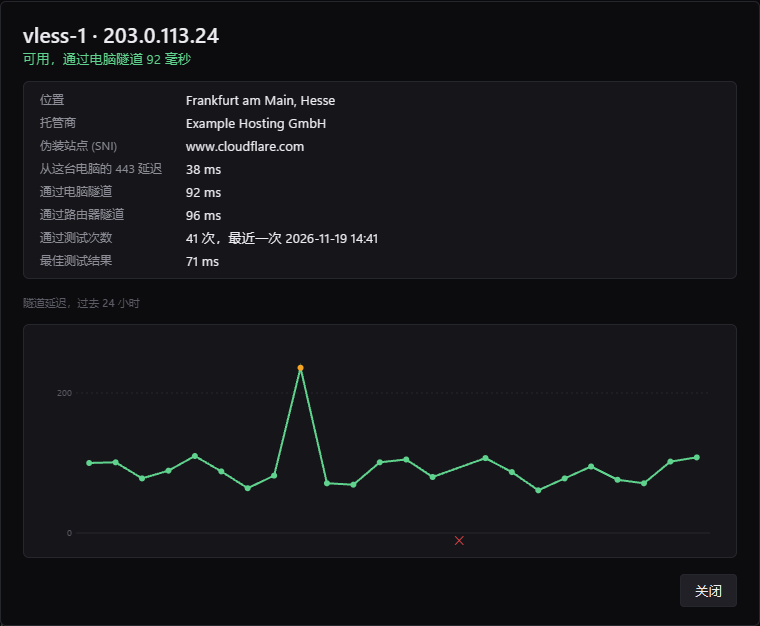 vless-1 · 203.0.113.24
可用，通过电脑隧道 92 毫秒
位置 Frankfurt am Main, Hesse
托管商 Example Hosting GmbH
伪装站点 (SNI) www.cloudflare.com
从这台电脑的 443 延迟 38 ms
通过电脑隧道 92 ms
通过路由器隧道 96 ms
通过测试次数 41 次，最近一次 2026-11-19 14:41
最佳测试结果 71 ms
隧道延迟，过去 24 小时
200
0
关闭